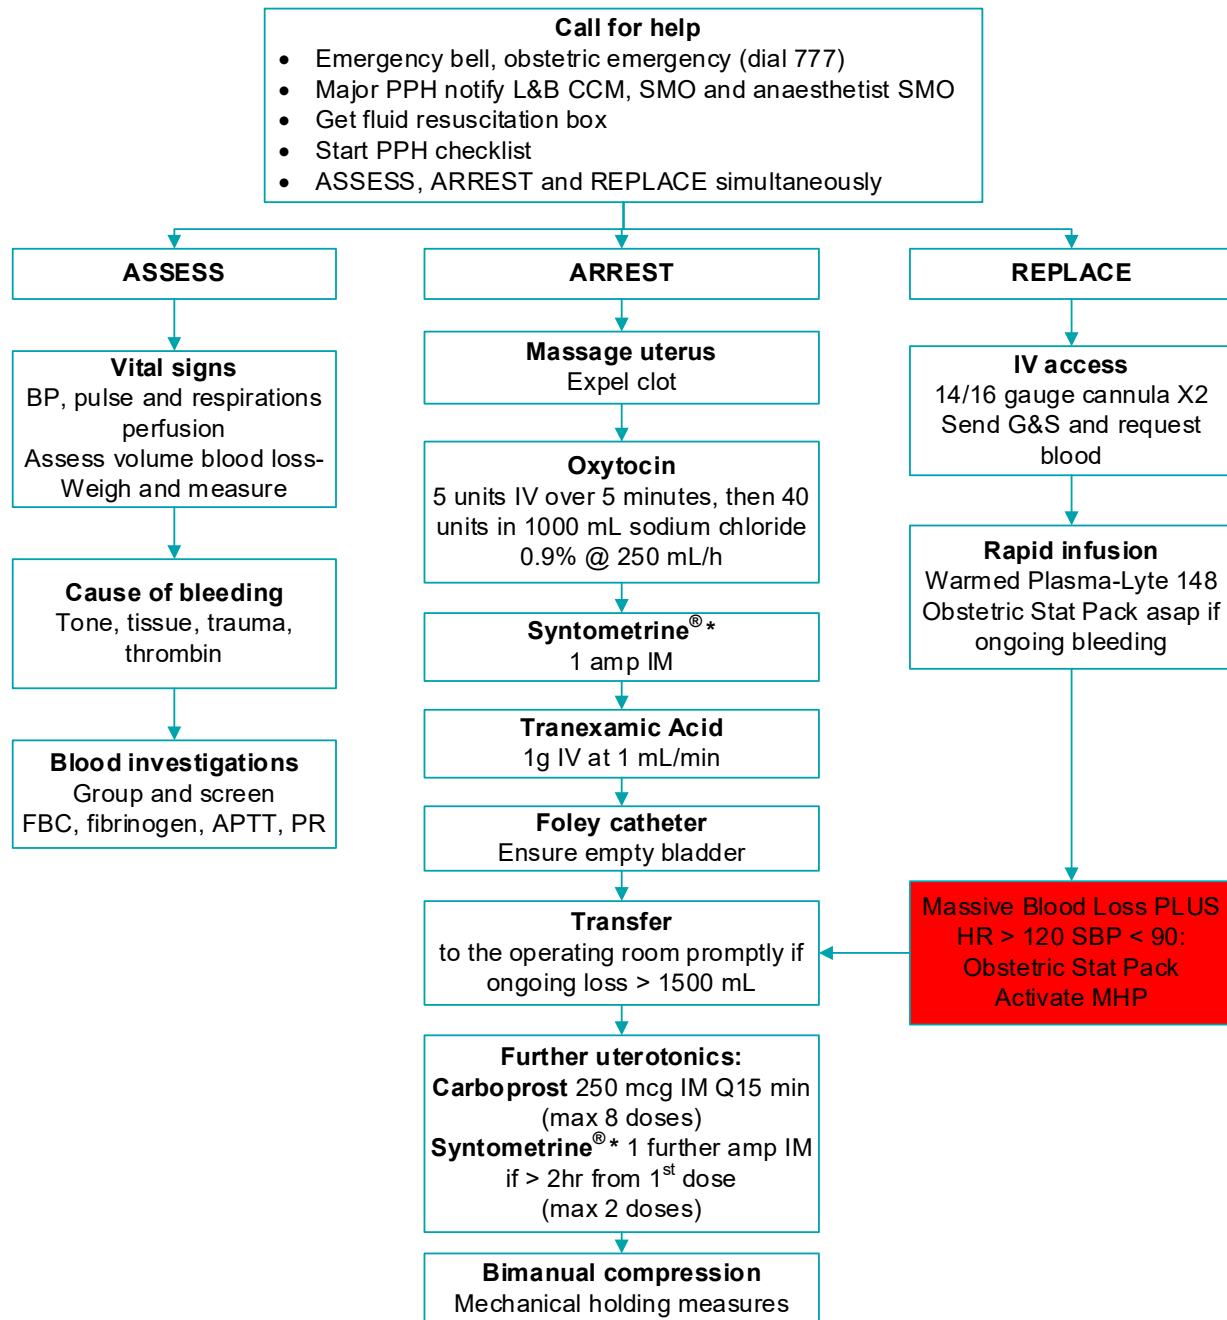 Call for help
• Emergency bell, obstetric emergency (dial 777)
• Major PPH notify L&B CCM, SMO and anaesthetist SMO
• Get fluid resuscitation box
• Start PPH checklist
• ASSESS, ARREST and REPLACE simultaneously
ASSESS
Vital signs
BP, pulse and respirations
perfusion
Assess volume blood loss-
Weigh and measure
Cause of bleeding
Tone, tissue, trauma,
thrombin
Blood investigations
Group and screen
FBC, fibrinogen, APTT, PR
ARREST
Massage uterus
Expel clot
Oxytocin
5 units IV over 5 minutes, then 40
units in 1000 mL sodium chloride
0.9% @ 250 mL/h
Syntometrine® *
1 amp IM
Tranexamic Acid
1g IV at 1 mL/min
Foley catheter
Ensure empty bladder
Transfer
to the operating room promptly if
ongoing loss > 1500 mL
Further uterotonics:
Carboprost 250 mcg IM Q15 min
(max 8 doses)
Syntometrine® * 1 further amp IM
if > 2hr from 1st dose
(max 2 doses)
Bimanual compression
Mechanical holding measures
REPLACE
IV access
14/16 gauge cannula X2
Send G&S and request
blood
Rapid infusion
Warmed Plasma-Lyte 148
Obstetric Stat Pack asap if
ongoing bleeding
Massive Blood Loss PLUS
HR > 120 SBP < 90:
Obstetric Stat Pack
Activate MHP